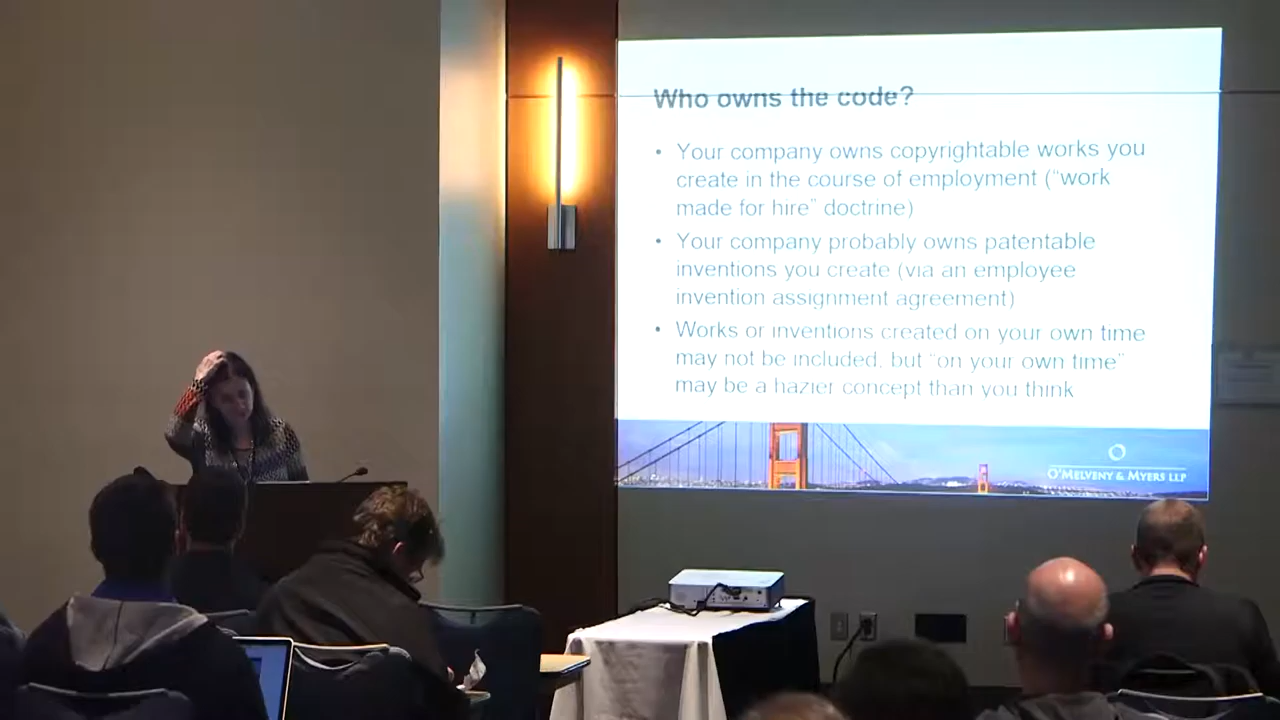 Who owns the code?
• Your company owns copyrightable works you
create in the course of employment (“work
made for hire” doctrine)
• Your company probably owns patentable
inventions you create (via an employee
invention assignment agreement)
• Works or inventions created on your own time
may not be included, but “on your own time”
may be a hazier concept than you think
O'MELVENY & MYERS LLP